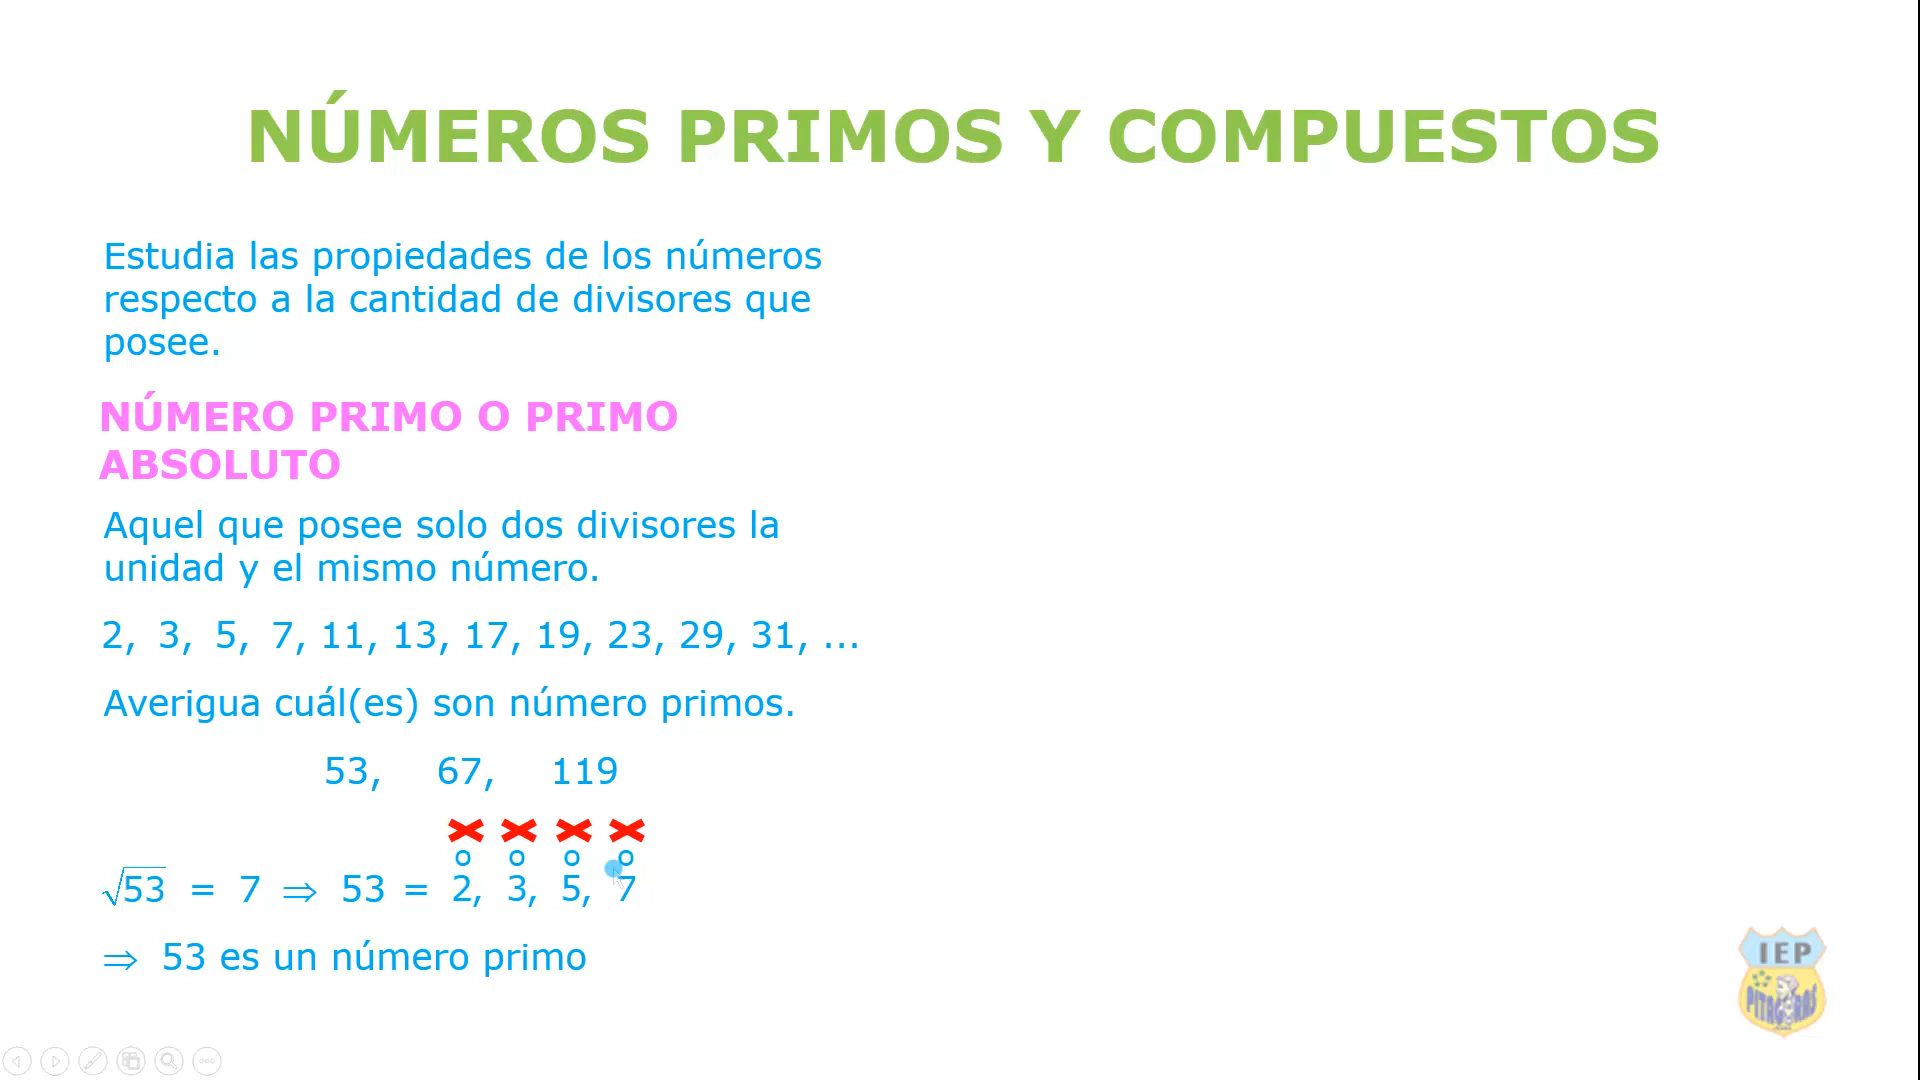 NÚMEROS PRIMOS Y COMPUESTOS
Estudia las propiedades de los números
respecto a la cantidad de divisores que
posee.
NÚMERO PRIMO O PRIMO
ABSOLUTO
Aquel que posee solo dos divisores la
unidad y el mismo número.
2, 3, 5, 7, 11, 13, 17, 19, 23, 29, 31, ...
Averigua cuál(es) son número primos.
53, 67, 119
o o o o
√53 = 7 ⇒ 53 = 2, 3, 5, 7
⇒ 53 es un número primo
IEP
PITAGORAS